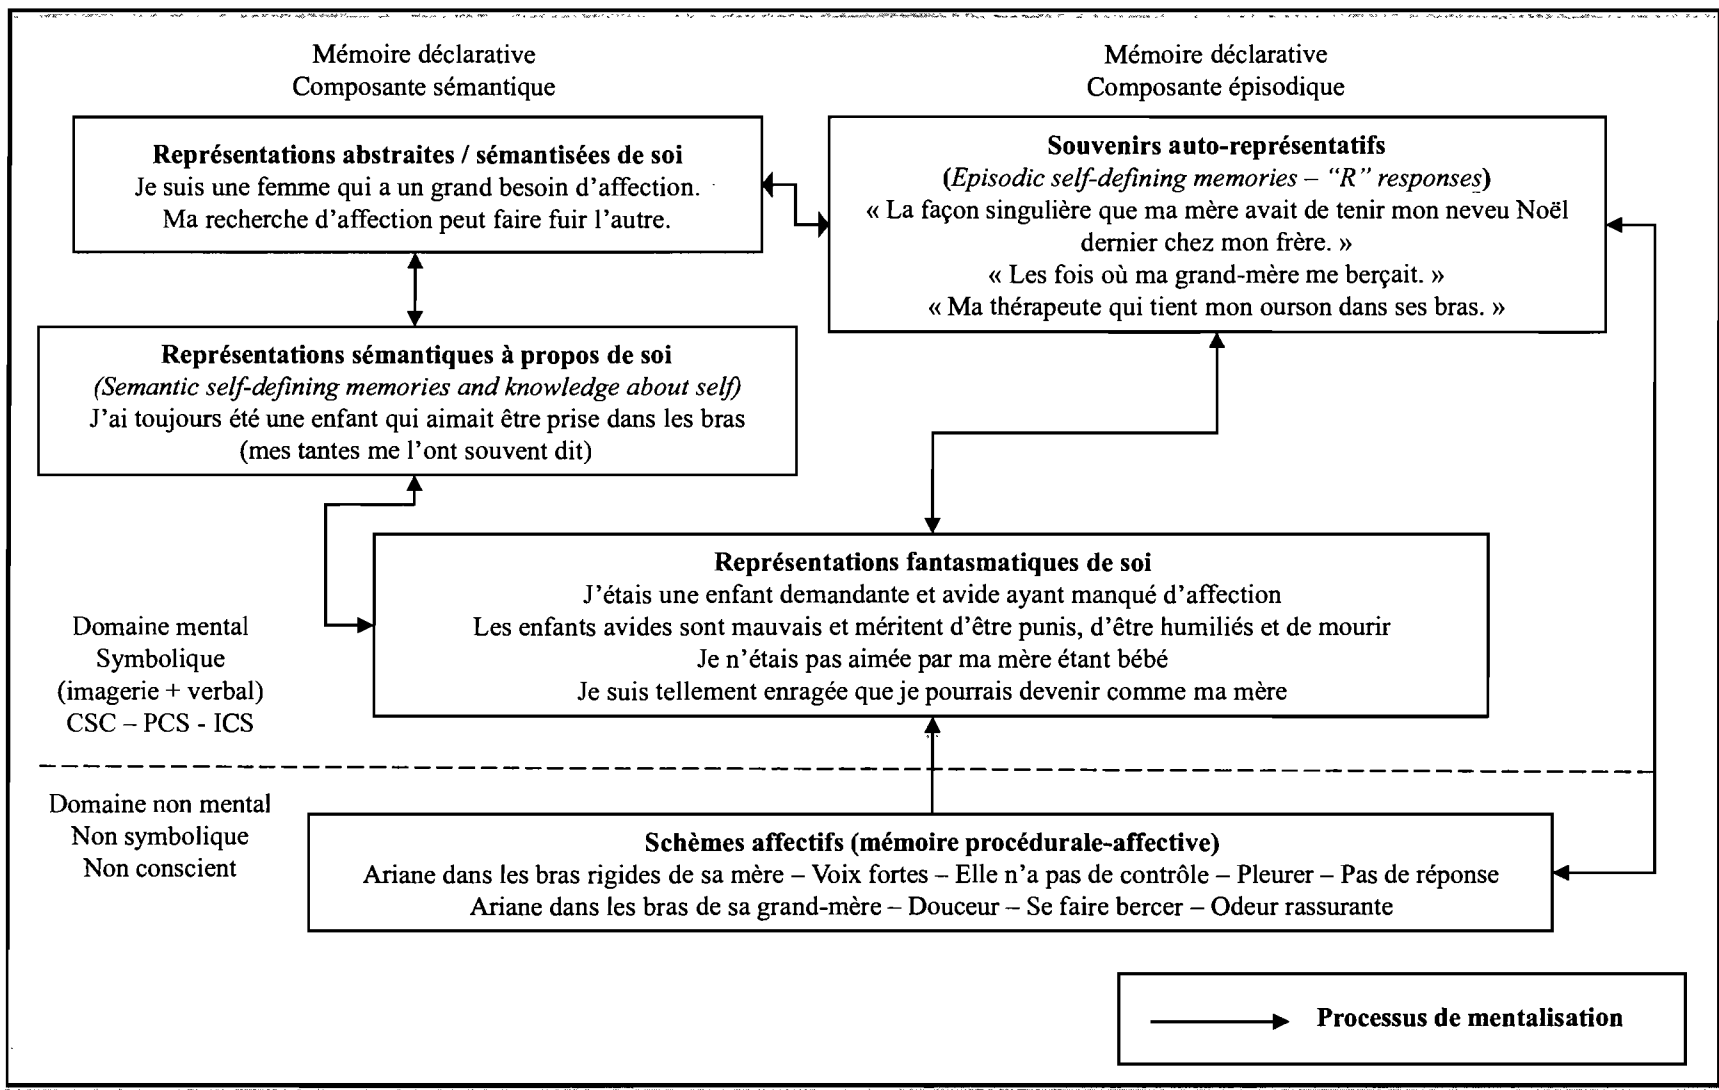 Mémoire déclarative
Composante sémantique
Mémoire déclarative
Composante épisodique
Représentations abstraites / sémantisées de soi
Je suis une femme qui a un grand besoin d'affection.
Ma recherche d'affection peut faire fuir l'autre.
Souvenirs auto-représentatifs
(Episodic self-defining memories – “R” responses)
« La façon singulière que ma mère avait de tenir mon neveu Noël
dernier chez mon frère. »
« Les fois où ma grand-mère me berçait. »
« Ma thérapeute qui tient mon ourson dans ses bras. »
Représentations sémantiques à propos de soi
(Semantic self-defining memories and knowledge about self)
J'ai toujours été une enfant qui aimait être prise dans les bras
(mes tantes me l'ont souvent dit)
Représentations fantasmatiques de soi
J'étais une enfant demandante et avide ayant manqué d'affection
Les enfants avides sont mauvais et méritent d'être punis, d'être humiliés et de mourir
Je n'étais pas aimée par ma mère étant bébé
Je suis tellement enragée que je pourrais devenir comme ma mère
Domaine mental
Symbolique
(imagerie + verbal)
CSC – PCS - ICS
Domaine non mental
Non symbolique
Non conscient
Schèmes affectifs (mémoire procédurale-affective)
Ariane dans les bras rigides de sa mère – Voix fortes – Elle n'a pas de contrôle – Pleurer – Pas de réponse
Ariane dans les bras de sa grand-mère – Douceur – Se faire bercer – Odeur rassurante
Processus de mentalisation